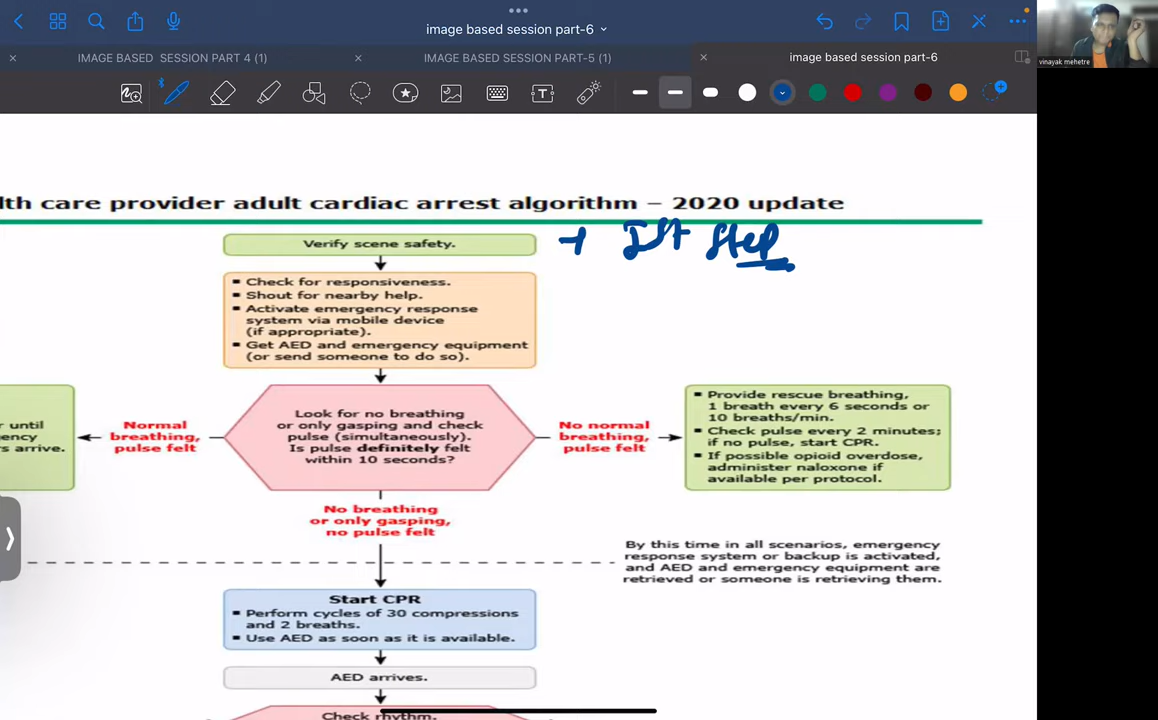 image based session part-6
IMAGE BASED SESSION PART 4 (1)
IMAGE BASED SESSION PART-5 (1)
image based session part-6
vinayak mehetre
lth care provider adult cardiac arrest algorithm – 2020 update
Verify scene safety.
→ Ist step
▪ Check for responsiveness.
▪ Shout for nearby help.
▪ Activate emergency response
system via mobile device
(if appropriate).
▪ Get AED and emergency equipment
(or send someone to do so).
or until
ency
rs arrive.
Normal
breathing,
pulse felt
Look for no breathing
or only gasping and check
pulse (simultaneously).
Is pulse definitely felt
within 10 seconds?
No normal
breathing,
pulse felt
▪ Provide rescue breathing,
1 breath every 6 seconds or
10 breaths/min.
▪ Check pulse every 2 minutes;
if no pulse, start CPR.
▪ If possible opioid overdose,
administer naloxone if
available per protocol.
No breathing
or only gasping,
no pulse felt
By this time in all scenarios, emergency
response system or backup is activated,
and AED and emergency equipment are
retrieved or someone is retrieving them.
Start CPR
▪ Perform cycles of 30 compressions
and 2 breaths.
▪ Use AED as soon as it is available.
AED arrives.
Check rhythm.